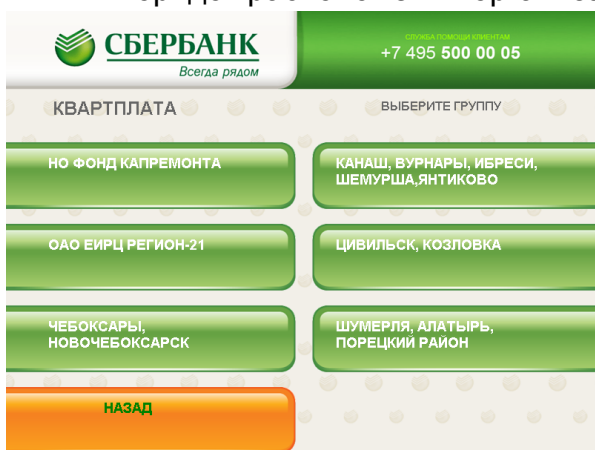 СБЕРБАНК
Всегда рядом
СЛУЖБА ПОМОЩИ КЛИЕНТАМ
+7 495 500 00 05
КВАРТПЛАТА
ВЫБЕРИТЕ ГРУППУ
НО ФОНД КАПРЕМОНТА
КАНАШ, ВУРНАРЫ, ИБРЕСИ,
ШЕМУРША,ЯНТИКОВО
ОАО ЕИРЦ РЕГИОН-21
ЦИВИЛЬСК, КОЗЛОВКА
ЧЕБОКСАРЫ,
НОВОЧЕБОКСАРСК
ШУМЕРЛЯ, АЛАТЫРЬ,
ПОРЕЦКИЙ РАЙОН
НАЗАД